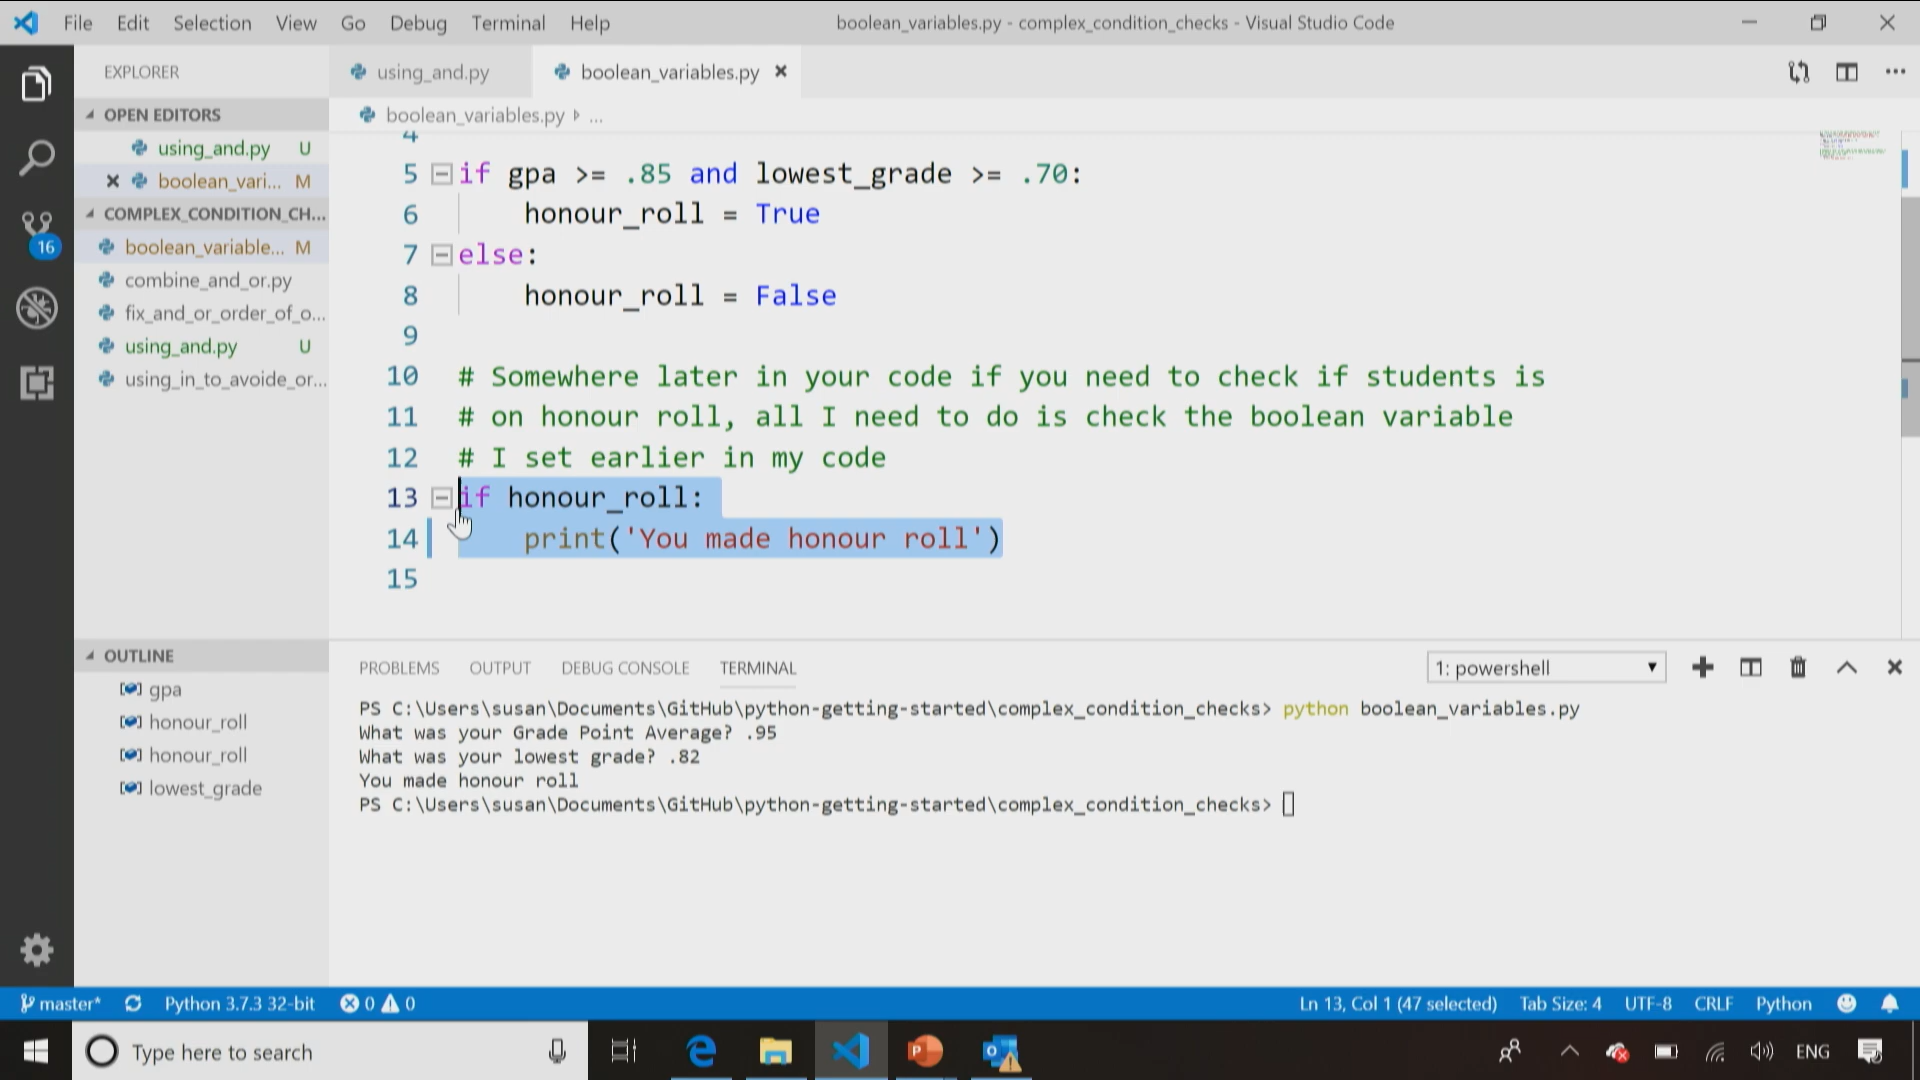 File Edit Selection View Go Debug Terminal Help
boolean_variables.py - complex_condition_checks - Visual Studio Code
EXPLORER
using_and.py
boolean_variables.py
OPEN EDITORS
using_and.py U
boolean_vari... M
COMPLEX_CONDITION_CH...
boolean_variable... M
combine_and_or.py
fix_and_or_order_of_o...
using_and.py U
using_in_to_avoide_or...
16
OUTLINE
gpa
honour_roll
honour_roll
lowest_grade
boolean_variables.py ...
4
5 if gpa >= .85 and lowest_grade >= .70:
6 honour_roll = True
7 else:
8 honour_roll = False
9
10 # Somewhere later in your code if you need to check if students is
11 # on honour roll, all I need to do is check the boolean variable
12 # I set earlier in my code
13 if honour_roll:
14 print('You made honour roll')
15
PROBLEMS OUTPUT DEBUG CONSOLE TERMINAL
1: powershell
PS C:\Users\susan\Documents\GitHub\python-getting-started\complex_condition_checks> python boolean_variables.py
What was your Grade Point Average? .95
What was your lowest grade? .82
You made honour roll
PS C:\Users\susan\Documents\GitHub\python-getting-started\complex_condition_checks>
master* Python 3.7.3 32-bit 0 0
Ln 13, Col 1 (47 selected) Tab Size: 4 UTF-8 CRLF Python
Type here to search
P
ENG